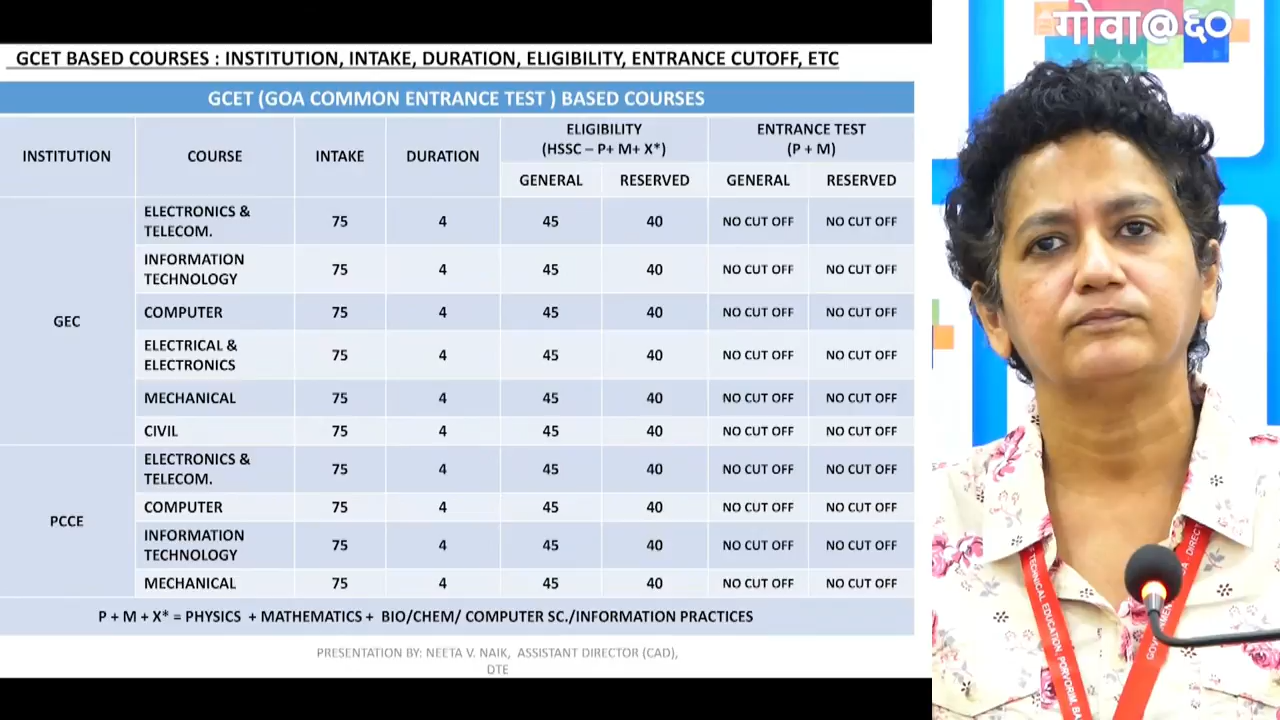 गोवा@६०
GCET BASED COURSES : INSTITUTION, INTAKE, DURATION, ELIGIBILITY, ENTRANCE CUTOFF, ETC
GCET (GOA COMMON ENTRANCE TEST ) BASED COURSES
INSTITUTION COURSE INTAKE DURATION ELIGIBILITY (HSSC – P+ M+ X*) ENTRANCE TEST (P + M)
GENERAL RESERVED GENERAL RESERVED
GEC
ELECTRONICS & TELECOM. 75 4 45 40 NO CUT OFF NO CUT OFF
INFORMATION TECHNOLOGY 75 4 45 40 NO CUT OFF NO CUT OFF
COMPUTER 75 4 45 40 NO CUT OFF NO CUT OFF
ELECTRICAL & ELECTRONICS 75 4 45 40 NO CUT OFF NO CUT OFF
MECHANICAL 75 4 45 40 NO CUT OFF NO CUT OFF
CIVIL 75 4 45 40 NO CUT OFF NO CUT OFF
PCCE
ELECTRONICS & TELECOM. 75 4 45 40 NO CUT OFF NO CUT OFF
COMPUTER 75 4 45 40 NO CUT OFF NO CUT OFF
INFORMATION TECHNOLOGY 75 4 45 40 NO CUT OFF NO CUT OFF
MECHANICAL 75 4 45 40 NO CUT OFF NO CUT OFF
P + M + X* = PHYSICS + MATHEMATICS + BIO/CHEM/ COMPUTER SC./INFORMATION PRACTICES
PRESENTATION BY: NEETA V. NAIK, ASSISTANT DIRECTOR (CAD),
DTE
TECHNICAL EDUCATION, PORVORIM, BA